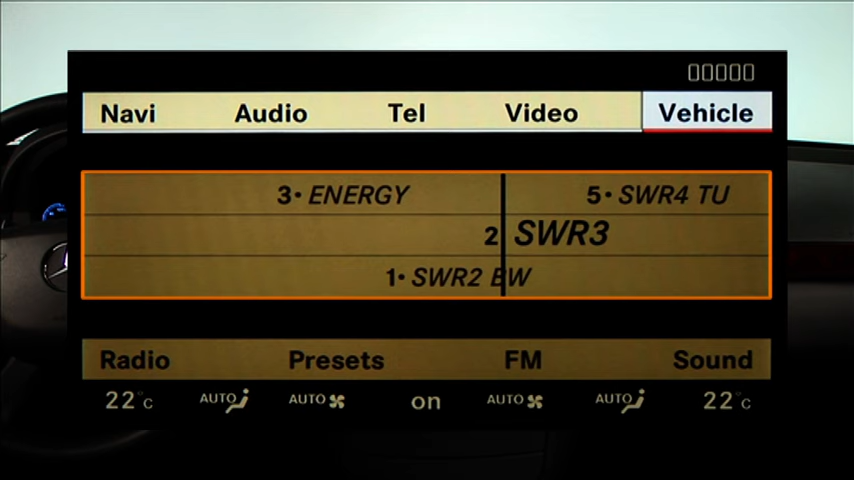 Navi Audio Tel Video Vehicle
3• ENERGY 5• SWR4 TU
2 SWR3
1• SWR2 BW
Radio Presets FM Sound
22°C AUTO AUTO on AUTO AUTO 22°C